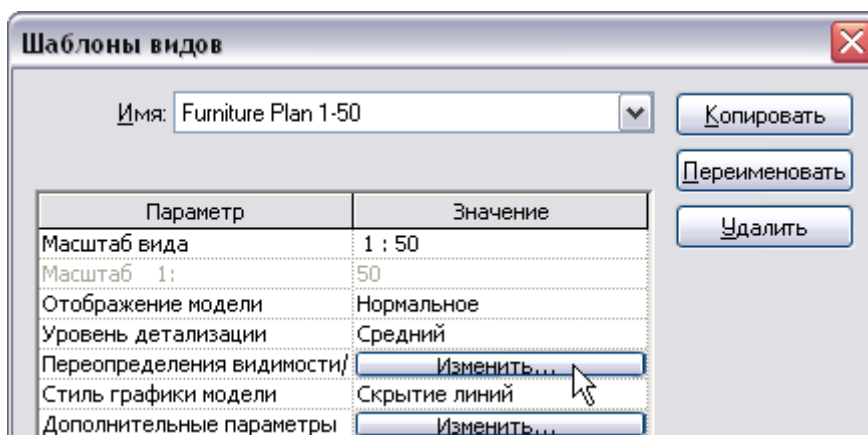 Шаблоны видов
Имя: Furniture Plan 1-50
Копировать
Переименовать
Удалить
Параметр Значение
Масштаб вида 1 : 50
Масштаб 1: 50
Отображение модели Нормальное
Уровень детализации Средний
Переопределения видимости/ Изменить...
Стиль графики модели Скрытие линий
Дополнительные параметры Изменить...